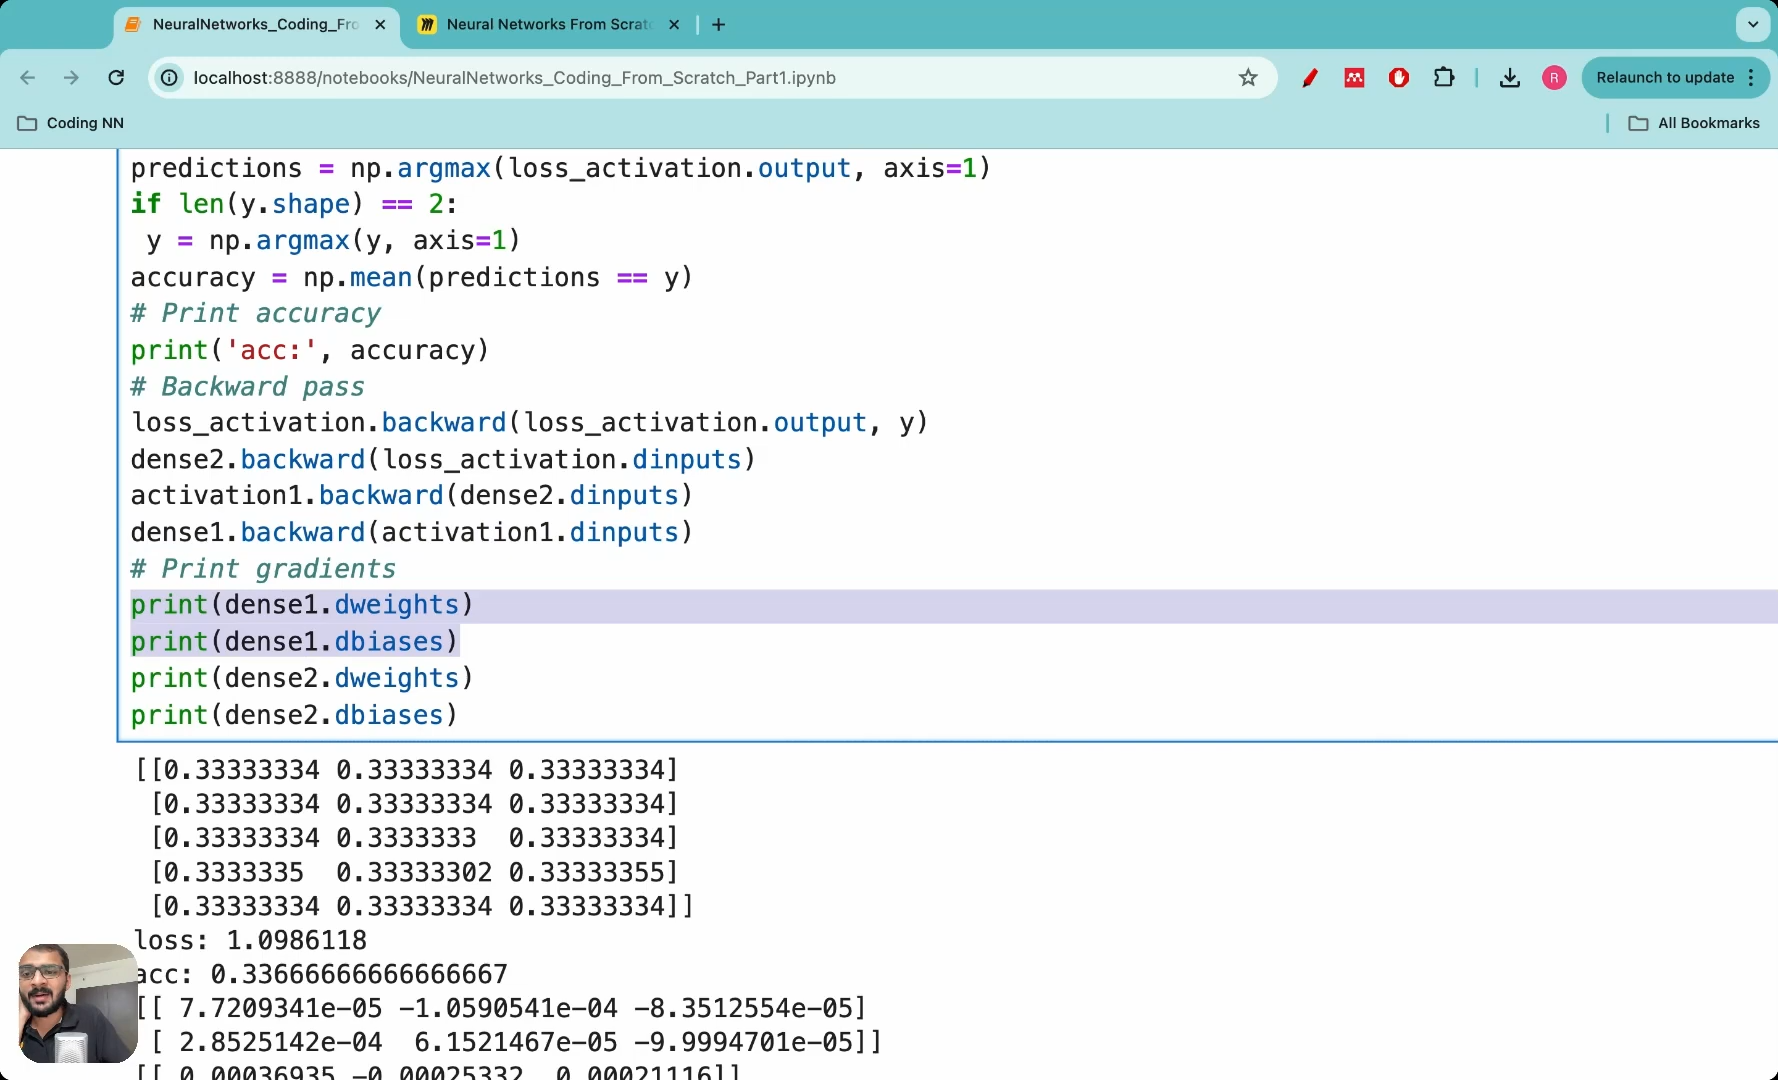 NeuralNetworks_Coding_Fro
Neural Networks From Scrat
localhost:8888/notebooks/NeuralNetworks_Coding_From_Scratch_Part1.ipynb
R
Relaunch to update
Coding NN
All Bookmarks
predictions = np.argmax(loss_activation.output, axis=1)
if len(y.shape) == 2:
 y = np.argmax(y, axis=1)
accuracy = np.mean(predictions == y)
# Print accuracy
print('acc:', accuracy)
# Backward pass
loss_activation.backward(loss_activation.output, y)
dense2.backward(loss_activation.dinputs)
activation1.backward(dense2.dinputs)
dense1.backward(activation1.dinputs)
# Print gradients
print(dense1.dweights)
print(dense1.dbiases)
print(dense2.dweights)
print(dense2.dbiases)
[[0.33333334 0.33333334 0.33333334]
 [0.33333334 0.33333334 0.33333334]
 [0.33333334 0.3333333  0.33333334]
 [0.3333335  0.33333302 0.33333355]
 [0.33333334 0.33333334 0.33333334]]
loss: 1.0986118
acc: 0.33666666666666667
[[ 7.7209341e-05 -1.0590541e-04 -8.3512554e-05]
 [ 2.8525142e-04  6.1521467e-05 -9.9994701e-05]]
[[ 0.00036935 -0.00025332  0.00021116]]